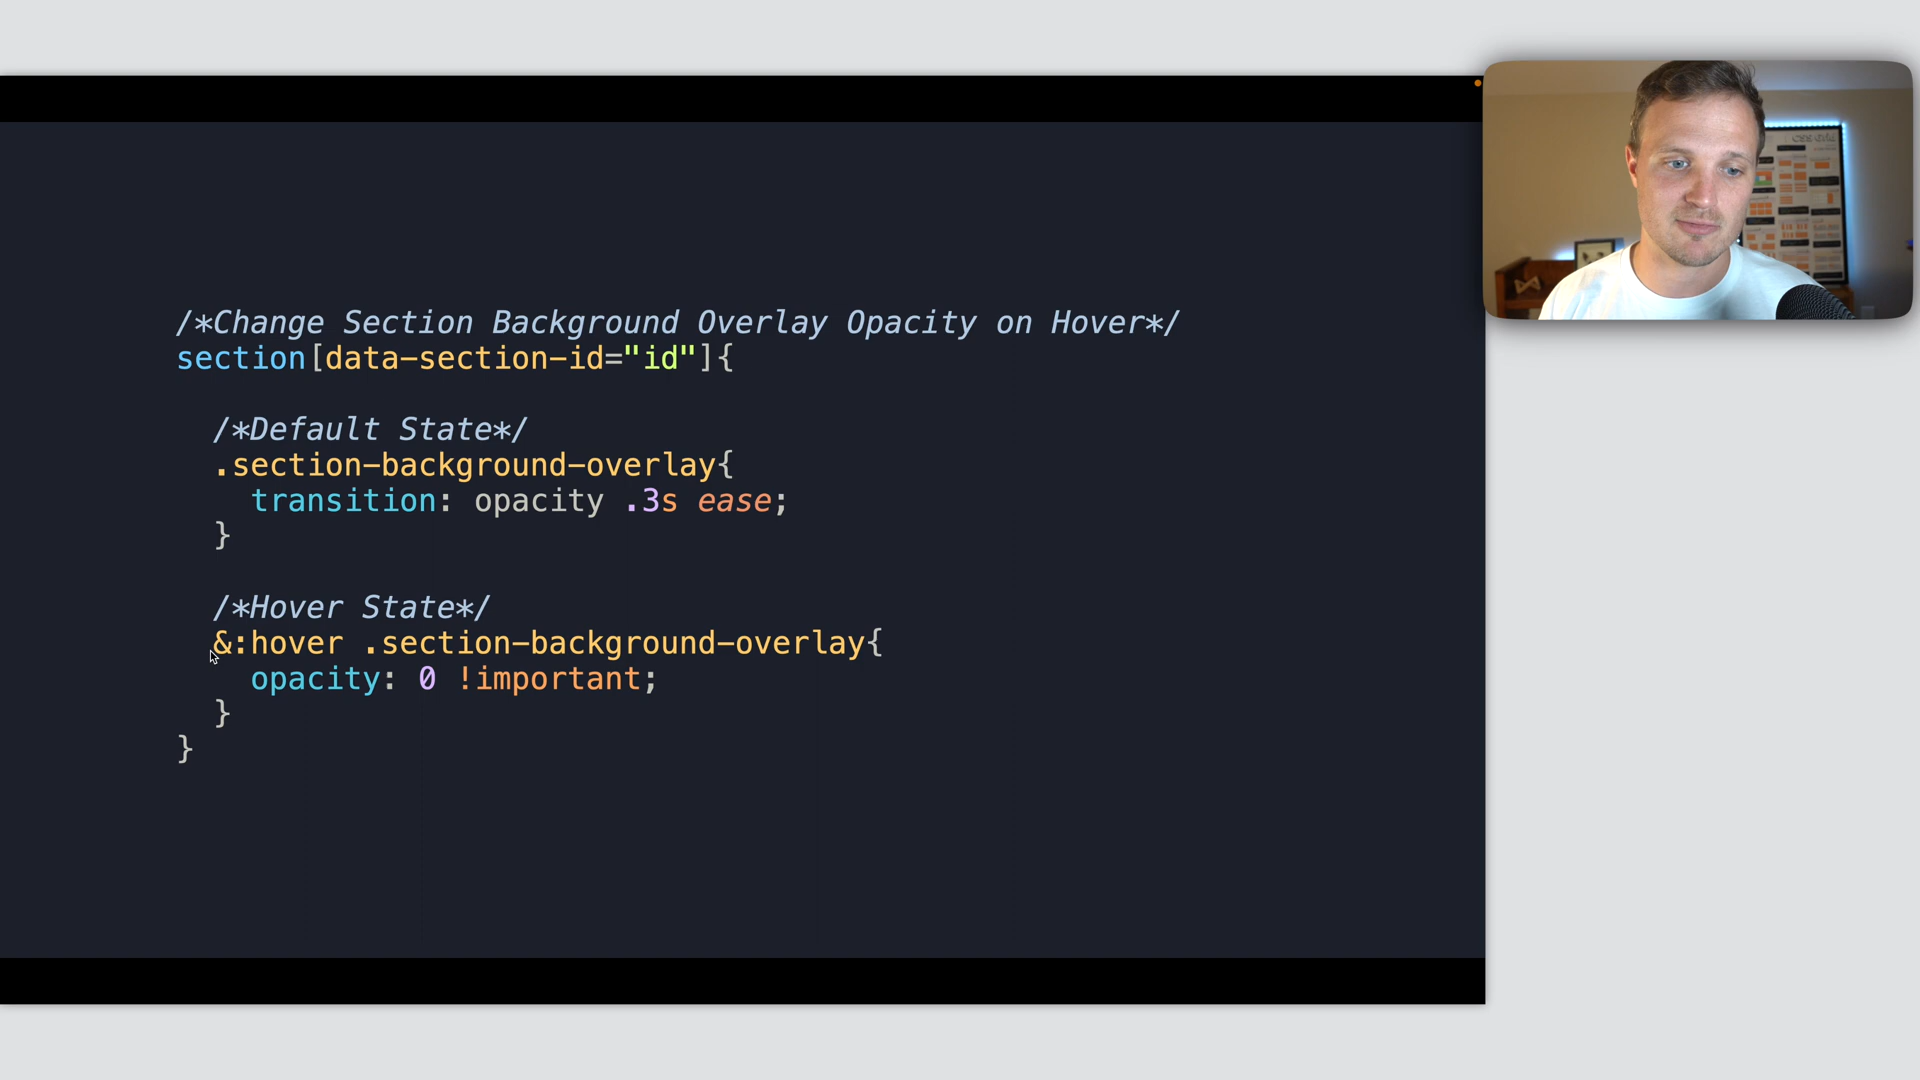 /*Change Section Background Overlay Opacity on Hover*/
section[data-section-id="id"]{
/*Default State*/
.section-background-overlay{
transition: opacity .3s ease;
}
/*Hover State*/
&:hover .section-background-overlay{
opacity: 0 !important;
}
}